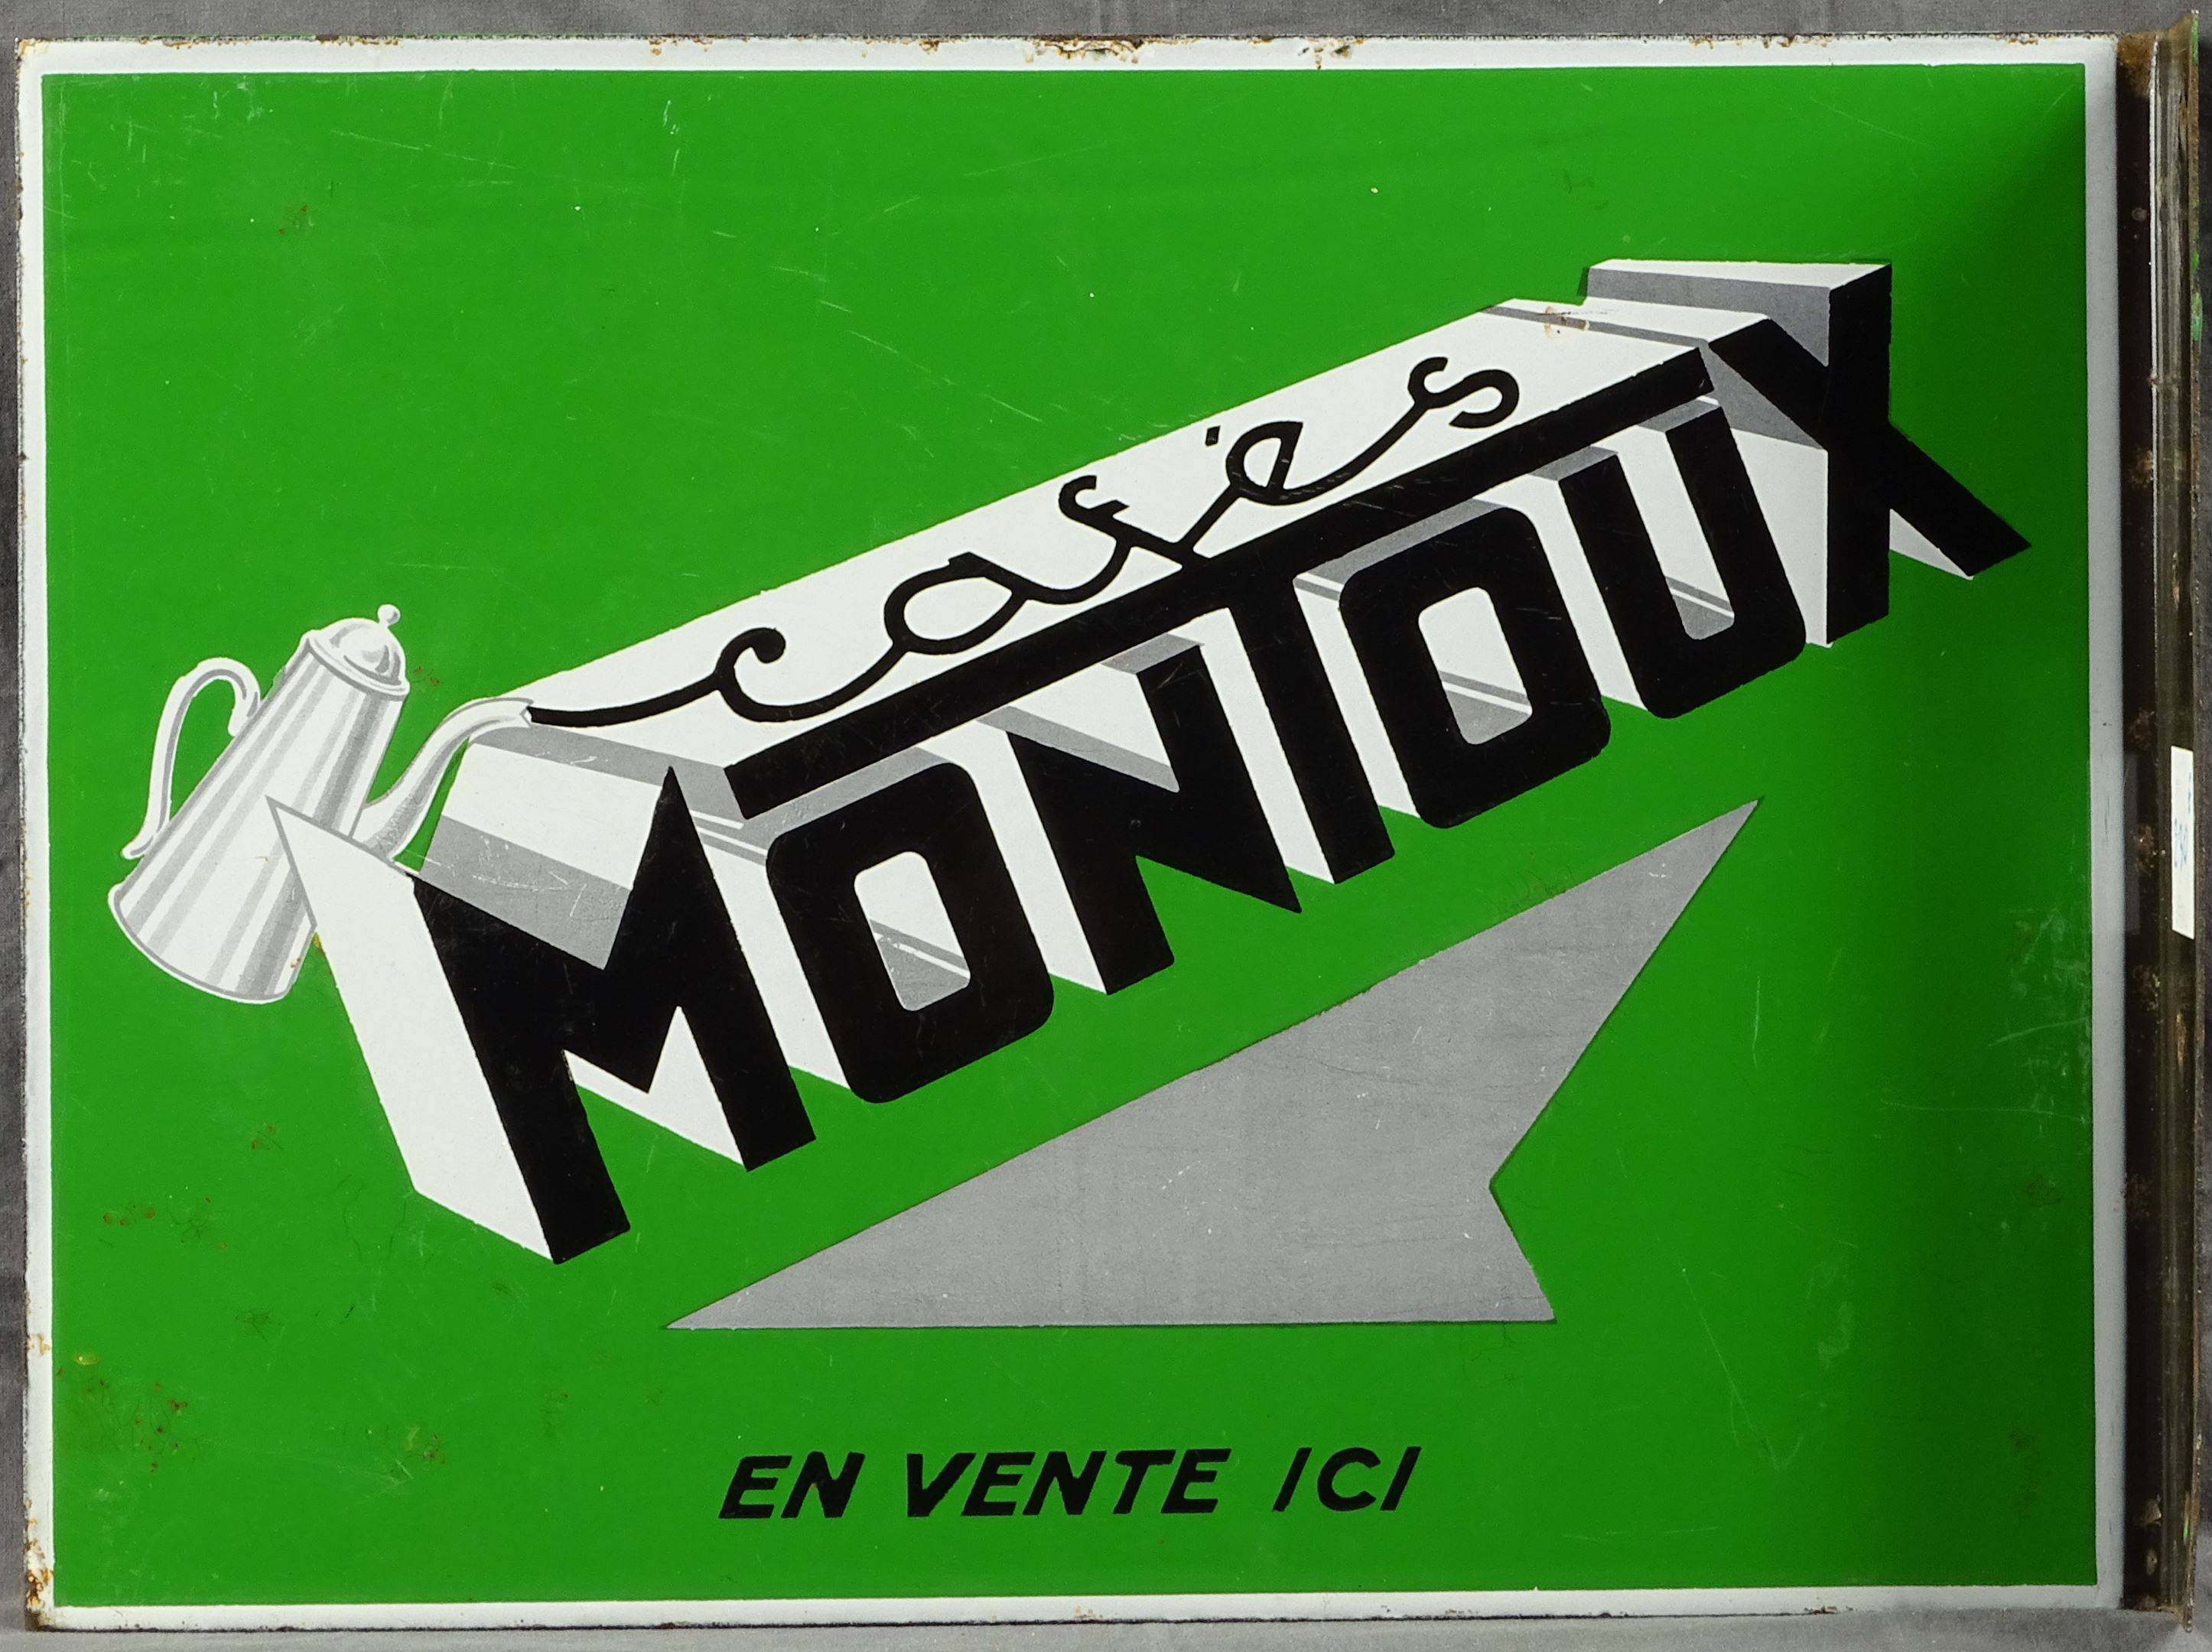 cafés
MONTOUX
EN VENTE ICI